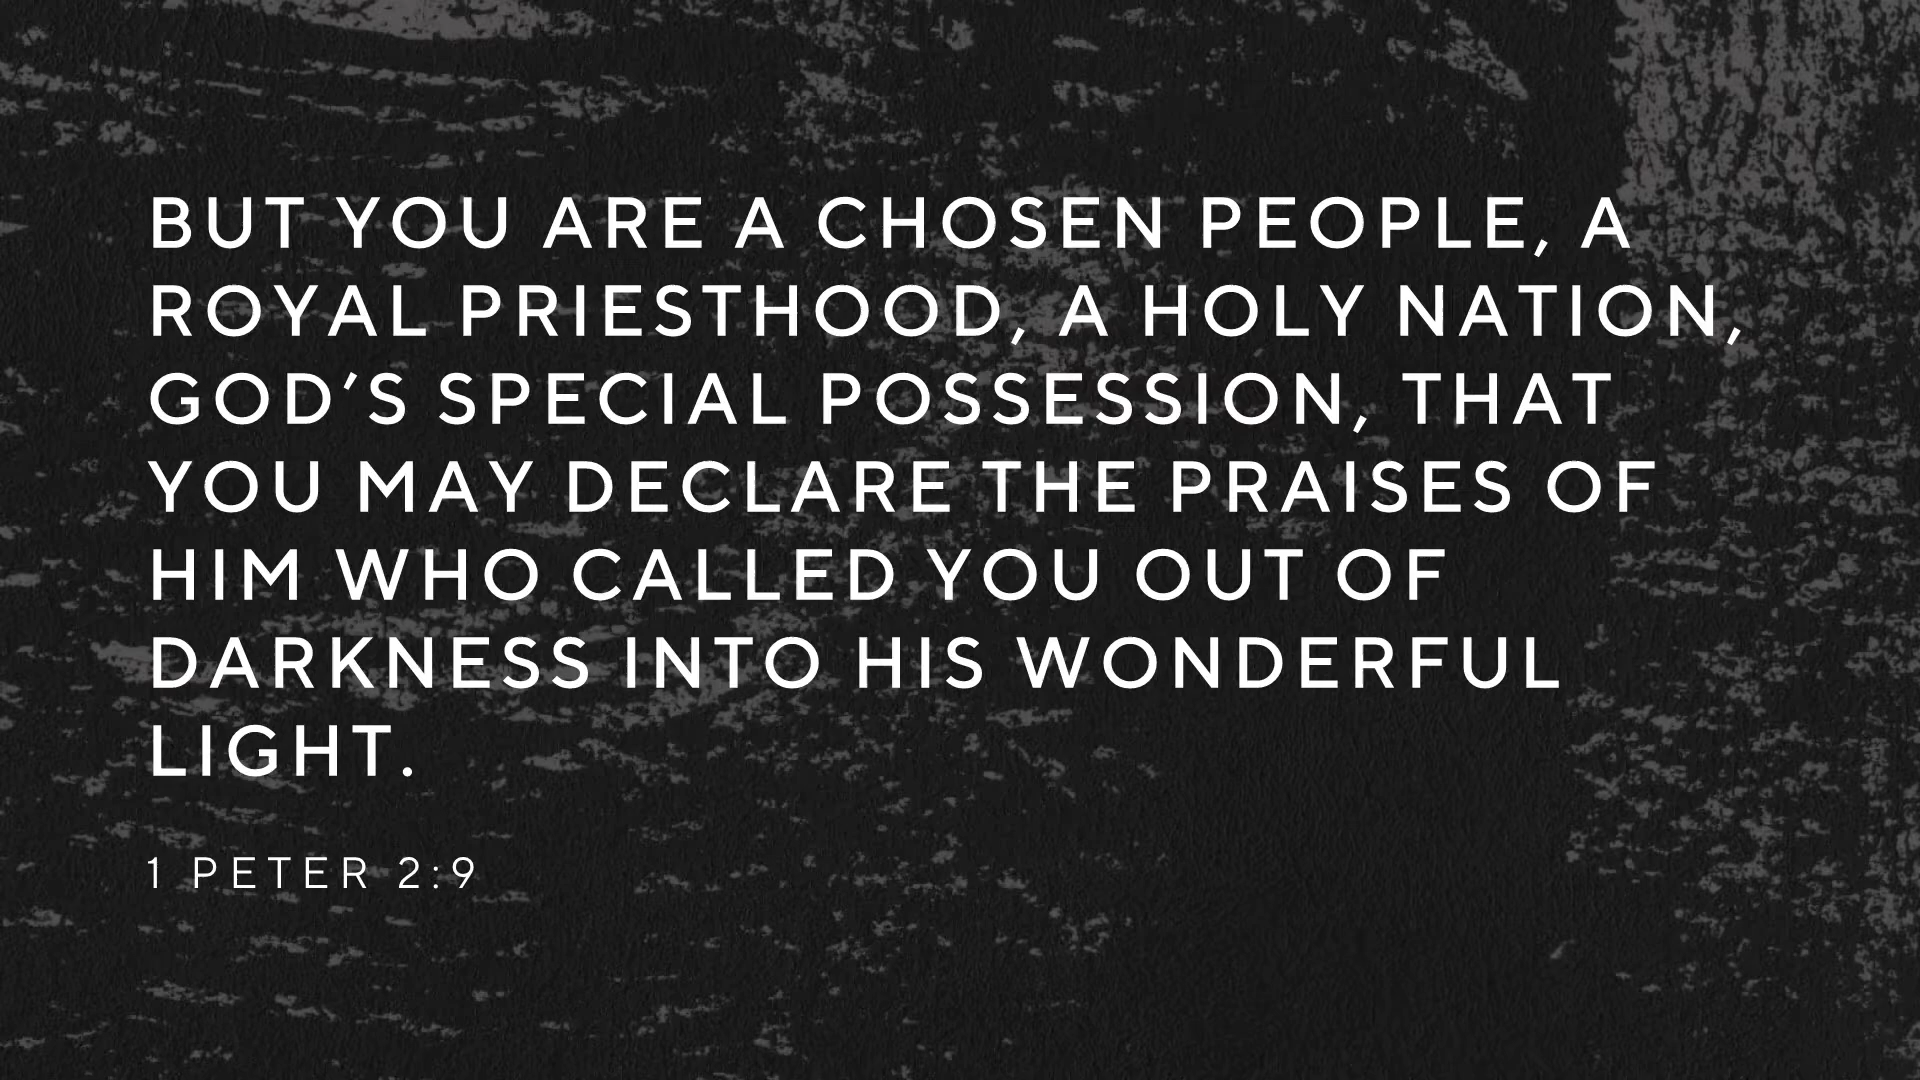 BUT YOU ARE A CHOSEN PEOPLE, A
ROYAL PRIESTHOOD, A HOLY NATION,
GOD’S SPECIAL POSSESSION, THAT
YOU MAY DECLARE THE PRAISES OF
HIM WHO CALLED YOU OUT OF
DARKNESS INTO HIS WONDERFUL
LIGHT.
1 PETER 2:9